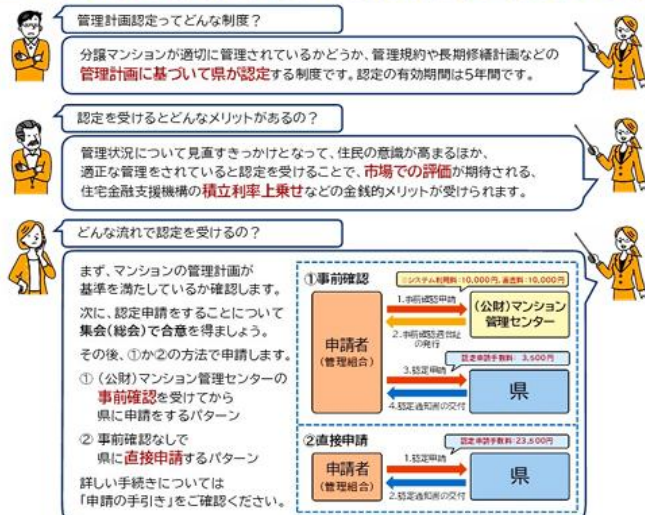 管理計画認定ってどんな制度？
分譲マンションが適切に管理されているかどうか、管理規約や長期修繕計画などの
管理計画に基づいて県が認定する制度です。認定の有効期間は5年間です。
認定を受けるとどんなメリットがあるの？
管理状況について見直すきっかけとなって、住民の意識が高まるほか、
適正な管理をされていると認定を受けることで、市場での評価が期待される、
住宅金融支援機構の積立利率上乗せなどの金銭的メリットが受けられます。
どんな流れで認定を受けるの？
まず、マンションの管理計画が
基準を満たしているか確認します。
次に、認定申請をすることについて
集会(総会)で合意を得ましょう。
その後、①か②の方法で申請します。
① (公財)マンション管理センターの
事前確認を受けてから
県に申請をするパターン
② 事前確認なしで
県に直接申請するパターン
詳しい手続きについては
「申請の手引き」をご確認ください。
①事前確認
システム利用料:10,000円、審査料:10,000円
申請者
(管理組合)
1.事前確認申請
2.事前確認適合証
の発行
(公財)マンション
管理センター
認定申請手数料: 3,600円
3.認定申請
4.認定通知書の交付
県
②直接申請
認定申請手数料:23,600円
申請者
(管理組合)
1.認定申請
2.認定通知書の交付
県